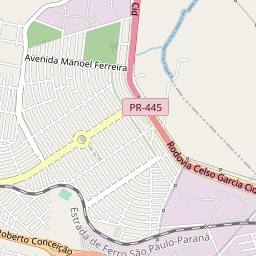 Cid
Avenida Manoel Ferreira
PR-445
Rodovia Celso Garcia Cid
Estrada de Ferro São Paulo-Paraná
Roberto Conceição